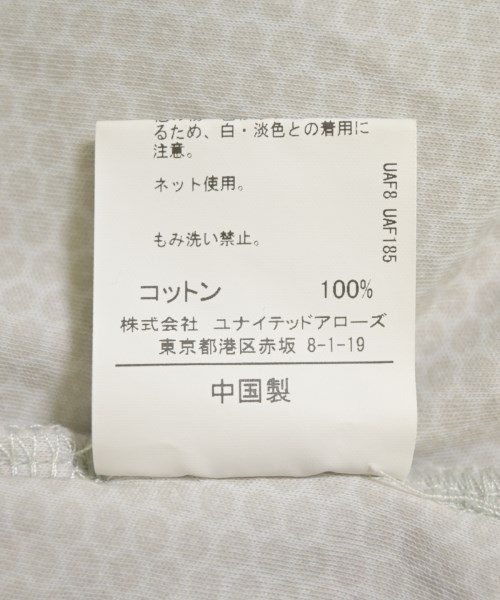 るため、白・淡色との着用に
注意。
ネット使用。
もみ洗い禁止。
UAF8 UAF185
コットン 100%
株式会社 ユナイテッドアローズ
東京都港区赤坂 8-1-19
中国製